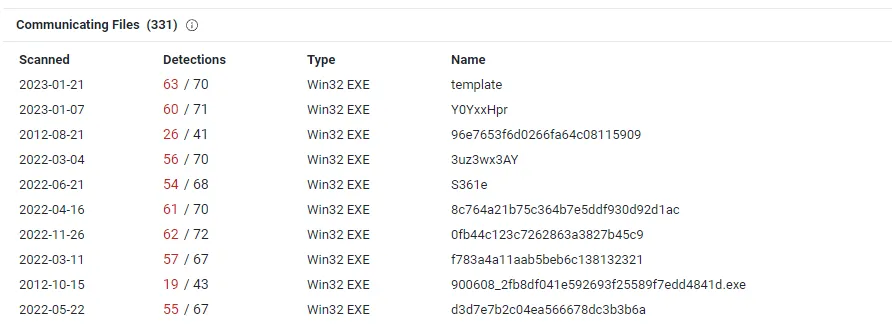 Communicating Files (331)
Scanned Detections Type Name
2023-01-21 63 / 70 Win32 EXE template
2023-01-07 60 / 71 Win32 EXE Y0YxxHpr
2012-08-21 26 / 41 Win32 EXE 96e7653f6d0266fa64c08115909
2022-03-04 56 / 70 Win32 EXE 3uz3wx3AY
2022-06-21 54 / 68 Win32 EXE S361e
2022-04-16 61 / 70 Win32 EXE 8c764a21b75c364b7e5ddf930d92d1ac
2022-11-26 62 / 72 Win32 EXE 0fb44c123c7262863a3827b45c9
2022-03-11 57 / 67 Win32 EXE f783a4a11aab5beb6c138132321
2012-10-15 19 / 43 Win32 EXE 900608_2fb8df041e592693f25589f7edd4841d.exe
2022-05-22 55 / 67 Win32 EXE d3d7e7b2c04ea566678dc3b3b6a